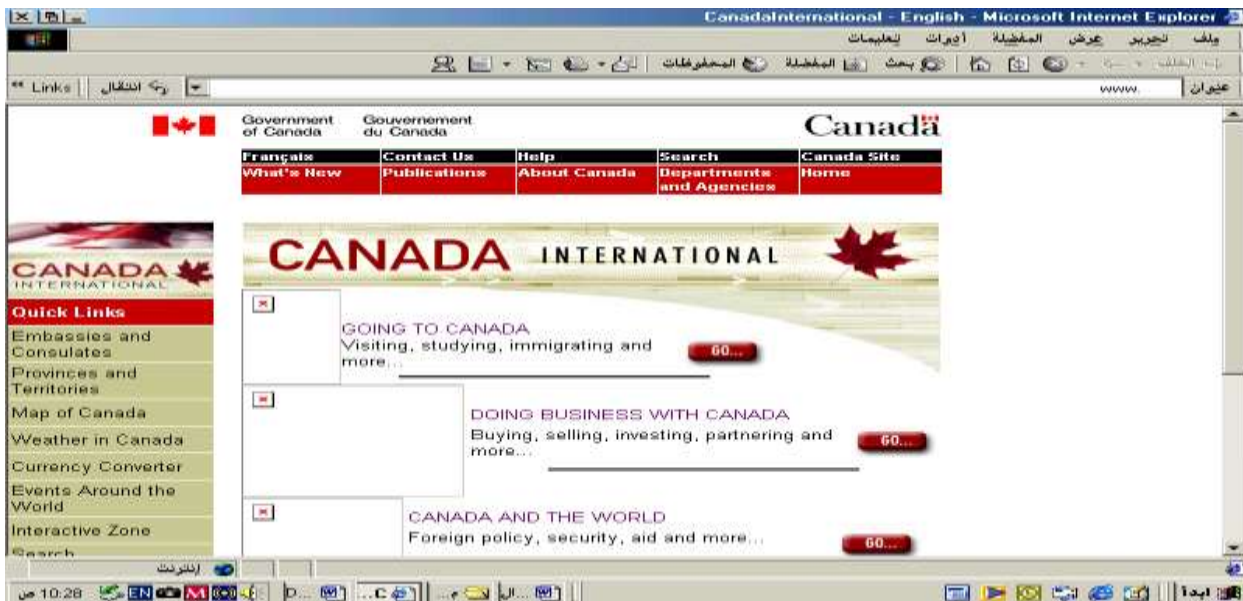 CanadaInternational - English - Microsoft Internet Explorer
ملف تحرير عرض المفضلة أدوات تعليمات
بحث المفضلة المحفوظات
عنوان www. انتقال Links
Government of Canada
Gouvernement du Canada
Canada
Français Contact Us Help Search Canada Site
What's New Publications About Canada Departments and Agencies Home
CANADA INTERNATIONAL
CANADA
INTERNATIONAL
Quick Links
Embassies and
Consulates
Provinces and
Territories
Map of Canada
Weather in Canada
Currency Converter
Events Around the
World
Interactive Zone
Search
GOING TO CANADA
Visiting, studying, immigrating and
more...
GO...
DOING BUSINESS WITH CANADA
Buying, selling, investing, partnering and
more...
GO...
CANADA AND THE WORLD
Foreign policy, security, aid and more...
GO...
إنترنت
ابدأ
EN
10:28 ص